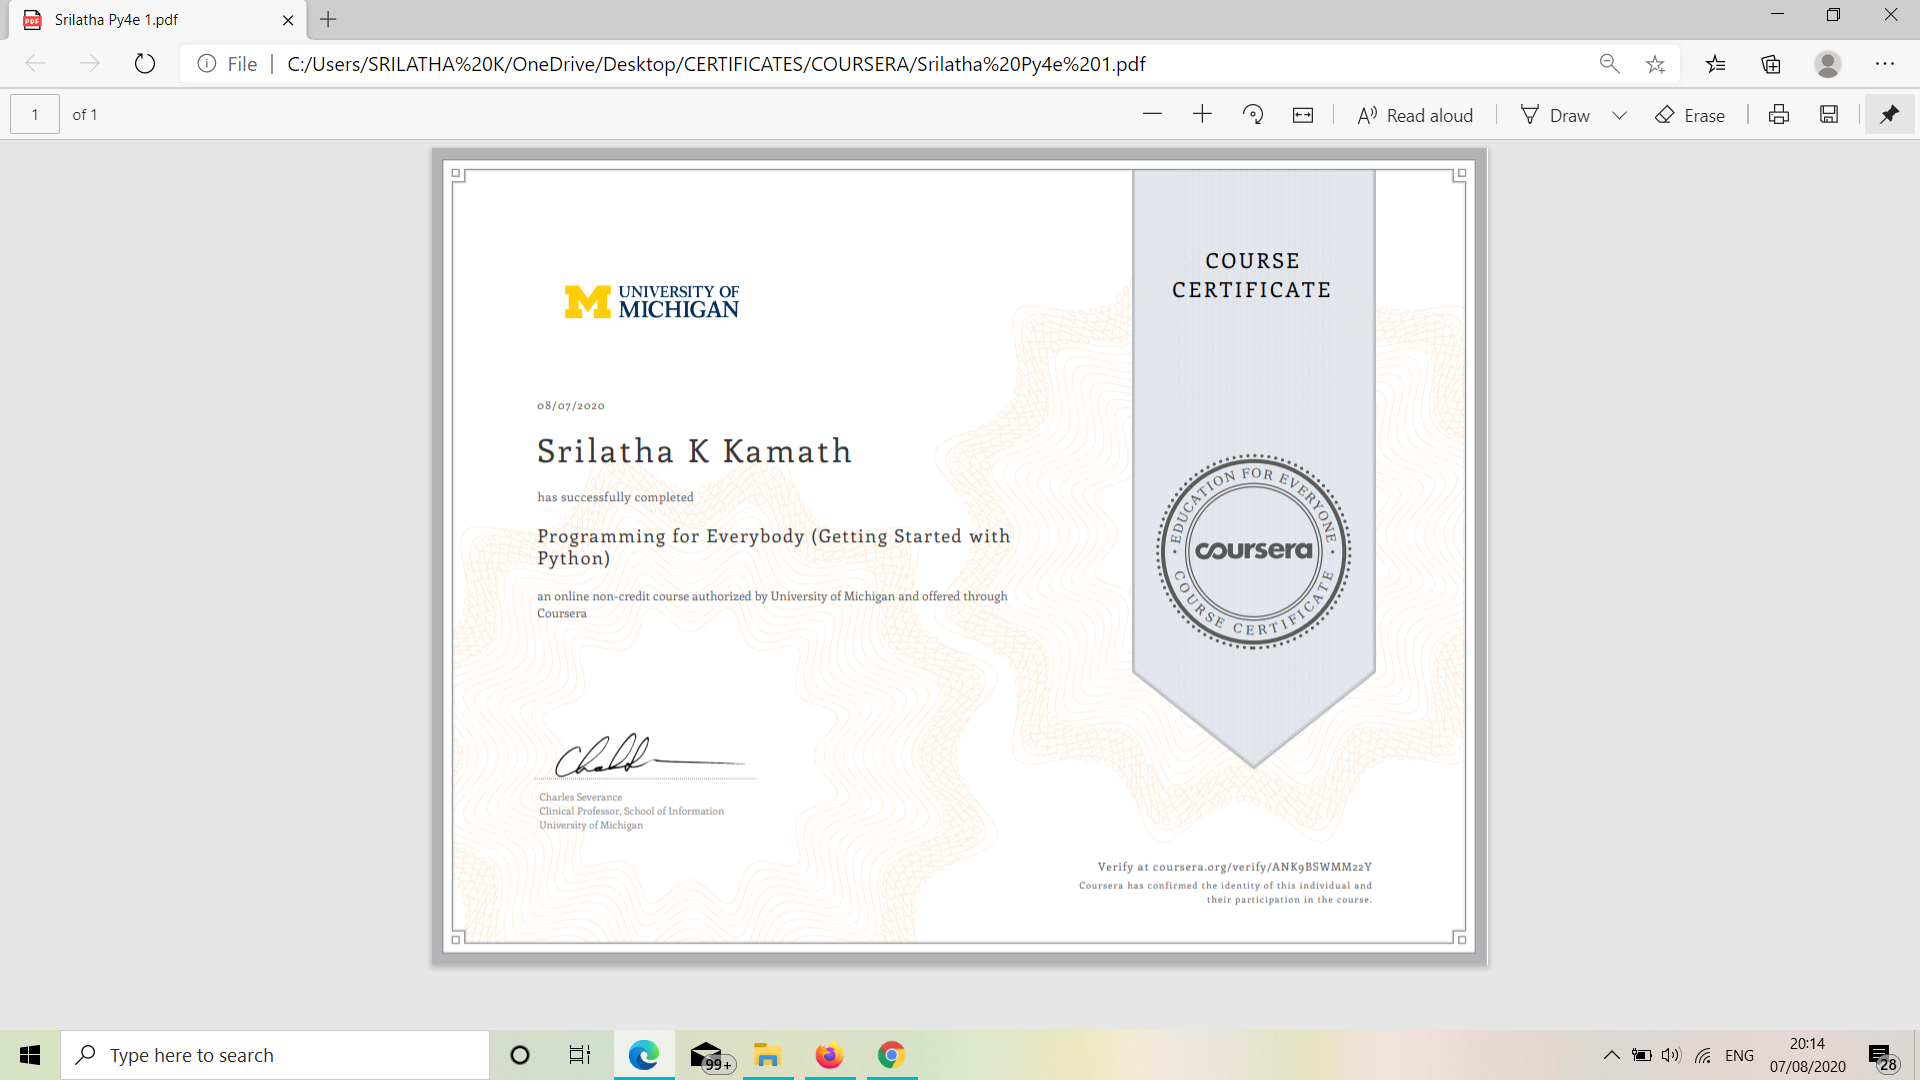 Srilatha Py4e 1.pdf
File
C:/Users/SRILATHA%20K/OneDrive/Desktop/CERTIFICATES/COURSERA/Srilatha%20Py4e%201.pdf
1 of 1
Read aloud
Draw
Erase
COURSE
CERTIFICATE
UNIVERSITY OF
MICHIGAN
08/07/2020
Srilatha K Kamath
has successfully completed
Programming for Everybody (Getting Started with
Python)
an online non-credit course authorized by University of Michigan and offered through
Coursera
EDUCATION FOR EVERYONE
coursera
COURSE CERTIFICATE
Charles Severance
Clinical Professor, School of Information
University of Michigan
Verify at coursera.org/verify/ANK9BSWMM22Y
Coursera has confirmed the identity of this individual and
their participation in the course.
Type here to search
99+
ENG
20:14
07/08/2020
28